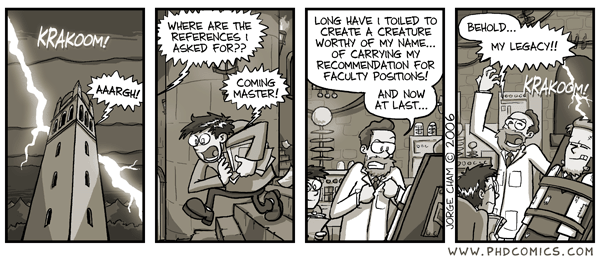 KRAKOOM!
AAARGH!
WHERE ARE THE
REFERENCES I
ASKED FOR??
COMING
MASTER!
LONG HAVE I TOILED TO
CREATE A CREATURE
WORTHY OF MY NAME...
OF CARRYING MY
RECOMMENDATION FOR
FACULTY POSITIONS!
AND NOW
AT LAST...
JORGE CHAM © 2006
BEHOLD...
MY LEGACY!!
KRAKOOM!
WWW.PHDCOMICS.COM